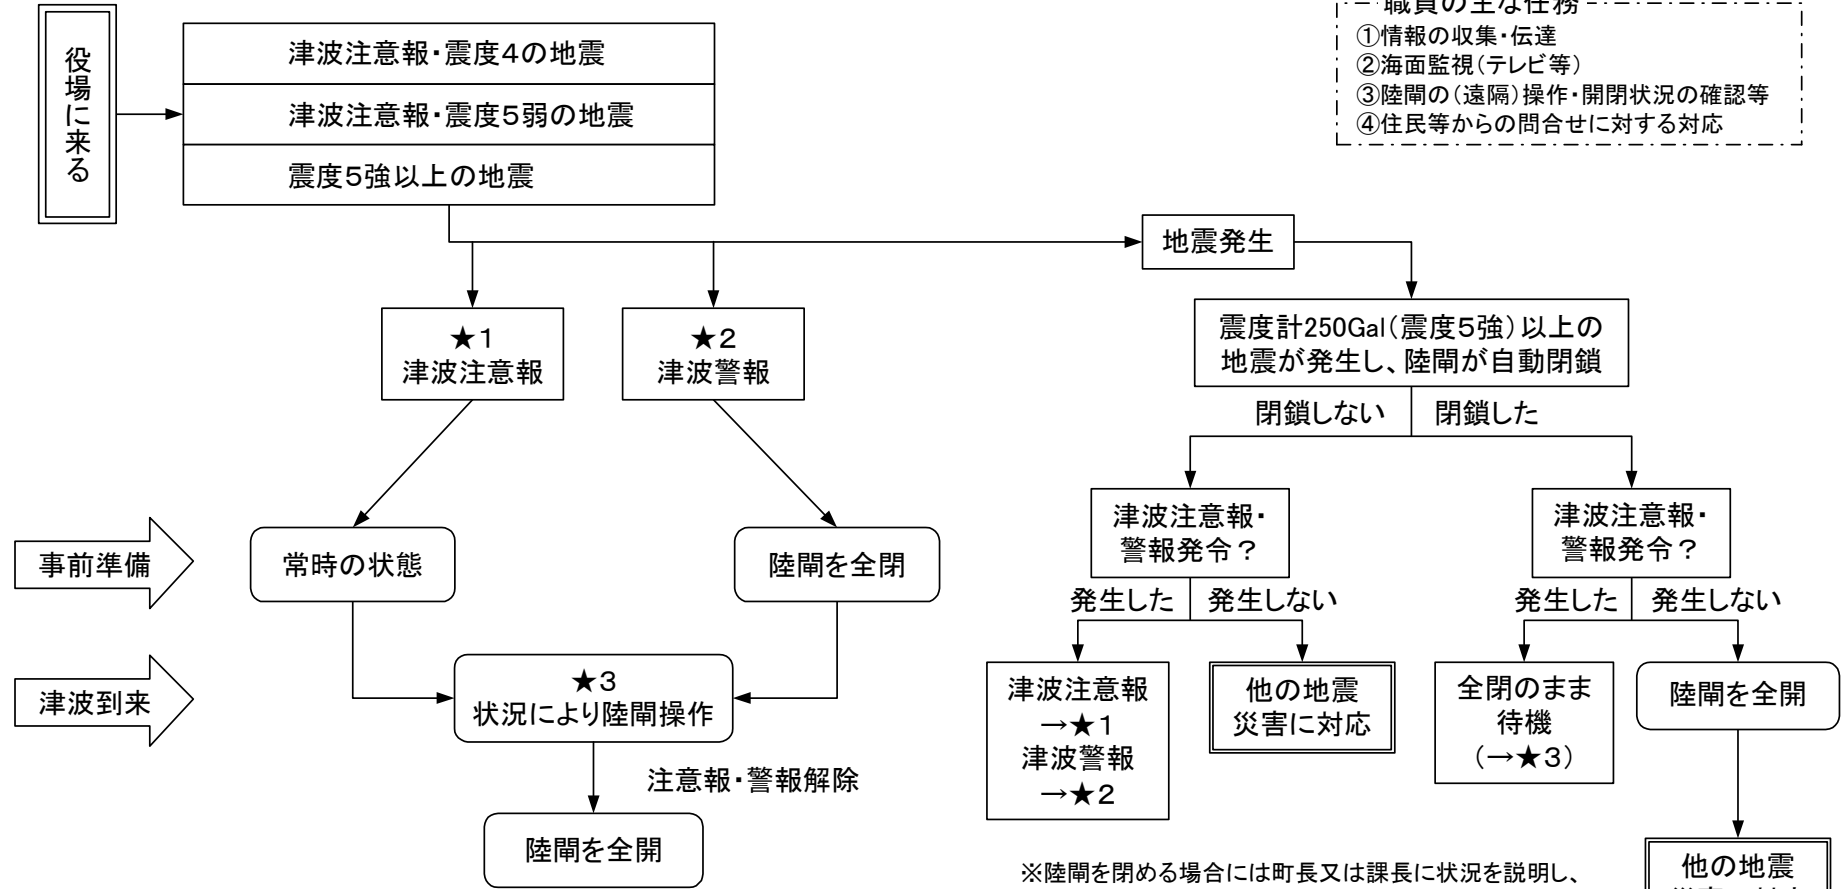 役場に来る
津波注意報・震度4の地震
津波注意報・震度5弱の地震
震度5強以上の地震
職員の主な任務
①情報の収集・伝達
②海面監視(テレビ等)
③陸閘の(遠隔)操作・開閉状況の確認等
④住民等からの問合せに対する対応
地震発生
★1
津波注意報
★2
津波警報
震度計250Gal(震度5強)以上の
地震が発生し、陸閘が自動閉鎖
閉鎖しない
閉鎖した
津波注意報・
警報発令?
津波注意報・
警報発令?
事前準備
常時の状態
陸閘を全閉
発生した
発生しない
発生した
発生しない
津波到来
★3
状況により陸閘操作
津波注意報
→★1
津波警報
→★2
他の地震
災害に対応
全閉のまま
待機
(→★3)
陸閘を全開
注意報・警報解除
陸閘を全開
※陸閘を閉める場合には町長又は課長に状況を説明し、
他の地震